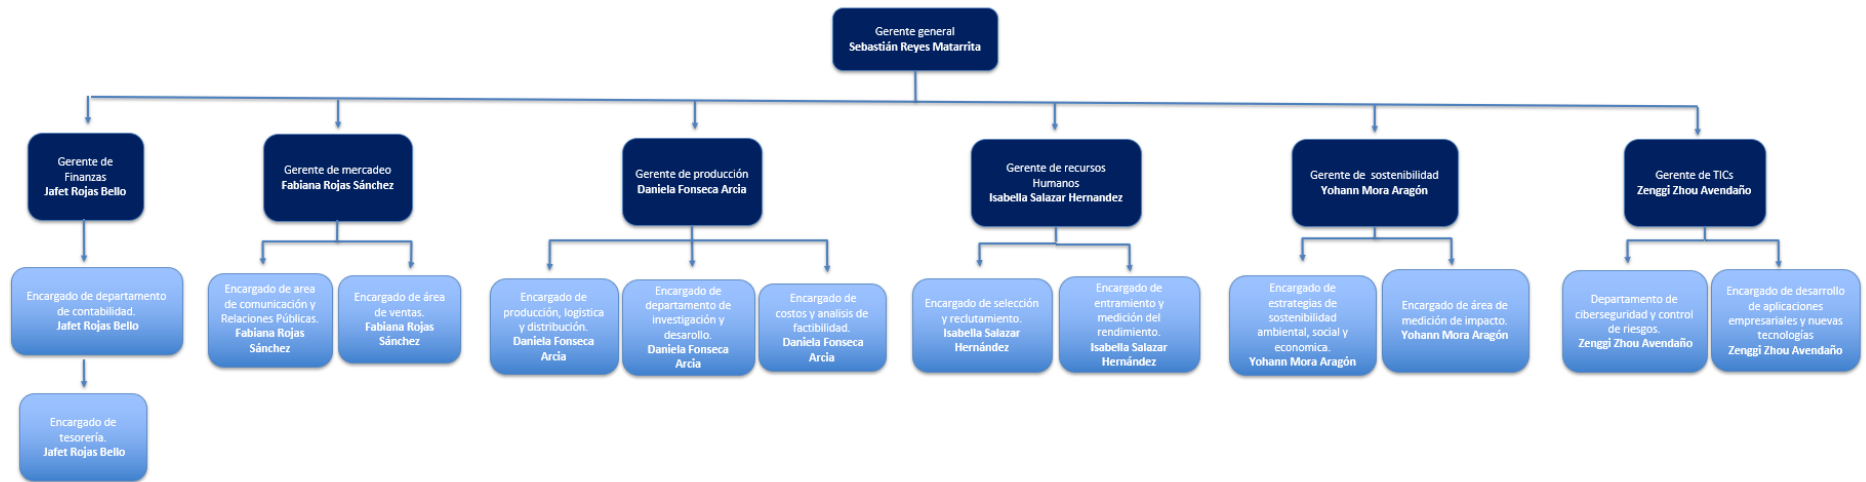 Gerente general
Sebastián Reyes Matarrita
Gerente de
Finanzas
Jafet Rojas Bello
Gerente de mercadeo
Fabiana Rojas Sánchez
Gerente de producción
Daniela Fonseca Arcia
Gerente de recursos
Humanos
Isabella Salazar Hernandez
Gerente de  sostenibilidad
Yohann Mora Aragón
Gerente de TICs
Zenggi Zhou Avendaño
Encargado de departamento
de contabilidad.
Jafet Rojas Bello
Encargado de area
de comunicación y
Relaciones Públicas.
Fabiana Rojas
Sánchez
Encargado de área
de ventas.
Fabiana Rojas
Sánchez
Encargado de
producción, logistica
y distribución.
Daniela Fonseca
Arcia
Encargado de
departamento de
investigación y
desarollo.
Daniela Fonseca
Arcia
Encargado de
costos y analisis de
factibilidad.
Daniela Fonseca
Arcia
Encargado de selección
y reclutamiento.
Isabella Salazar
Hernández
Encargado de
entramiento y
medición del
rendimiento.
Isabella Salazar
Hernández
Encargado de
estrategias de
sostenibilidad
ambiental, social y
economica.
Yohann Mora Aragón
Encargado de área de
medición de impacto.
Yohann Mora Aragón
Departamento de
ciberseguridad y control
de riesgos.
Zenggi Zhou Avendaño
Encargado de desarrollo
de aplicaciones
empresariales y nuevas
tecnologías
Zenggi Zhou Avendaño
Encargado de
tesorería.
Jafet Rojas Bello